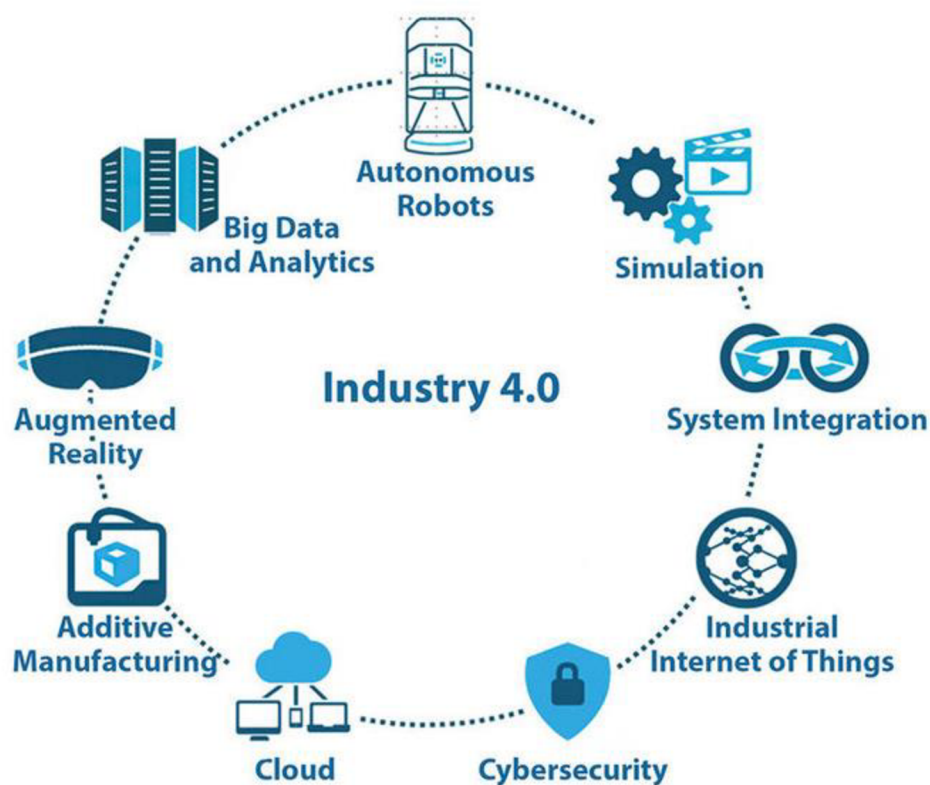 Autonomous
Robots
Simulation
System Integration
Industrial
Internet of Things
Cybersecurity
Cloud
Additive
Manufacturing
Augmented
Reality
Big Data
and Analytics
Industry 4.0